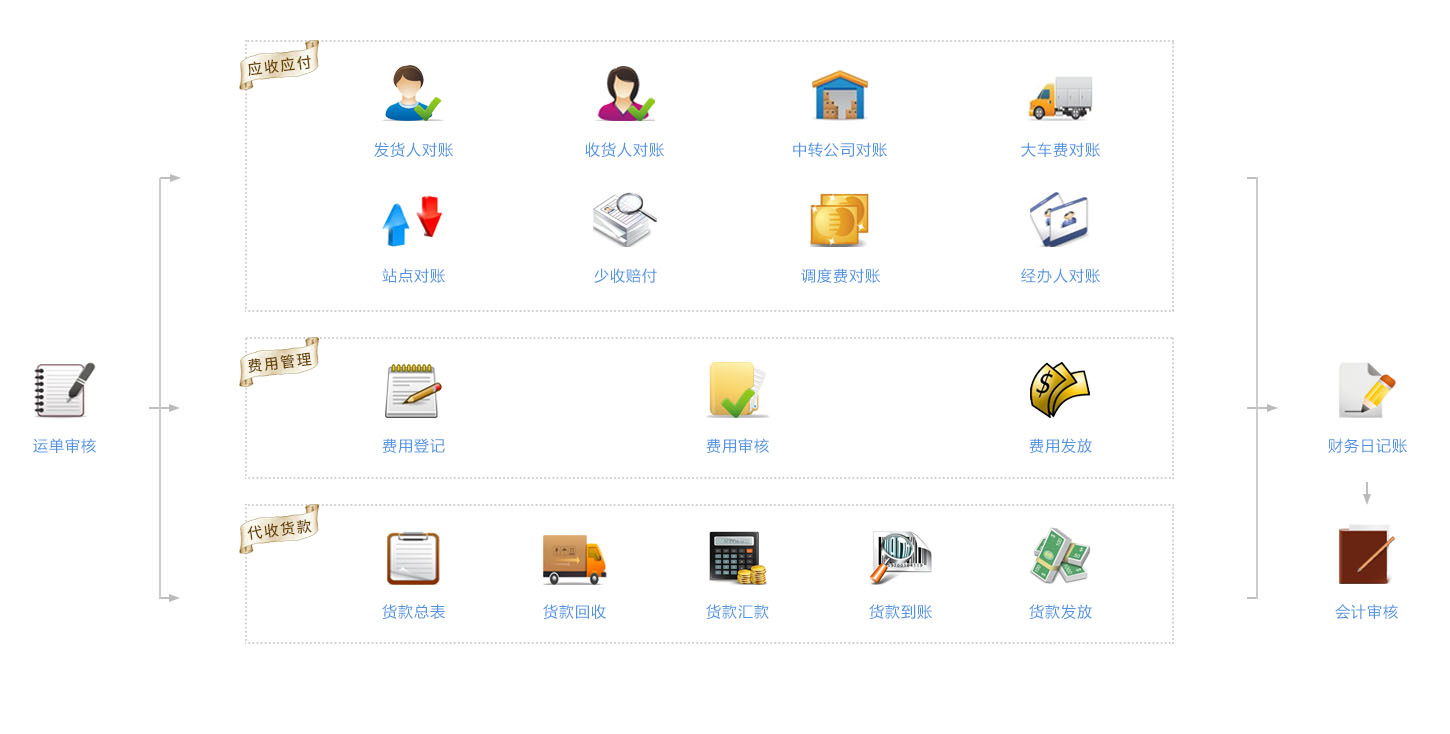 应收应付
发货人对账
收货人对账
中转公司对账
大车费对账
站点对账
少收赔付
调度费对账
经办人对账
运单审核
费用管理
费用登记
费用审核
费用发放
代收货款
货款总表
货款回收
货款汇款
货款到账
货款发放
财务日记账
会计审核